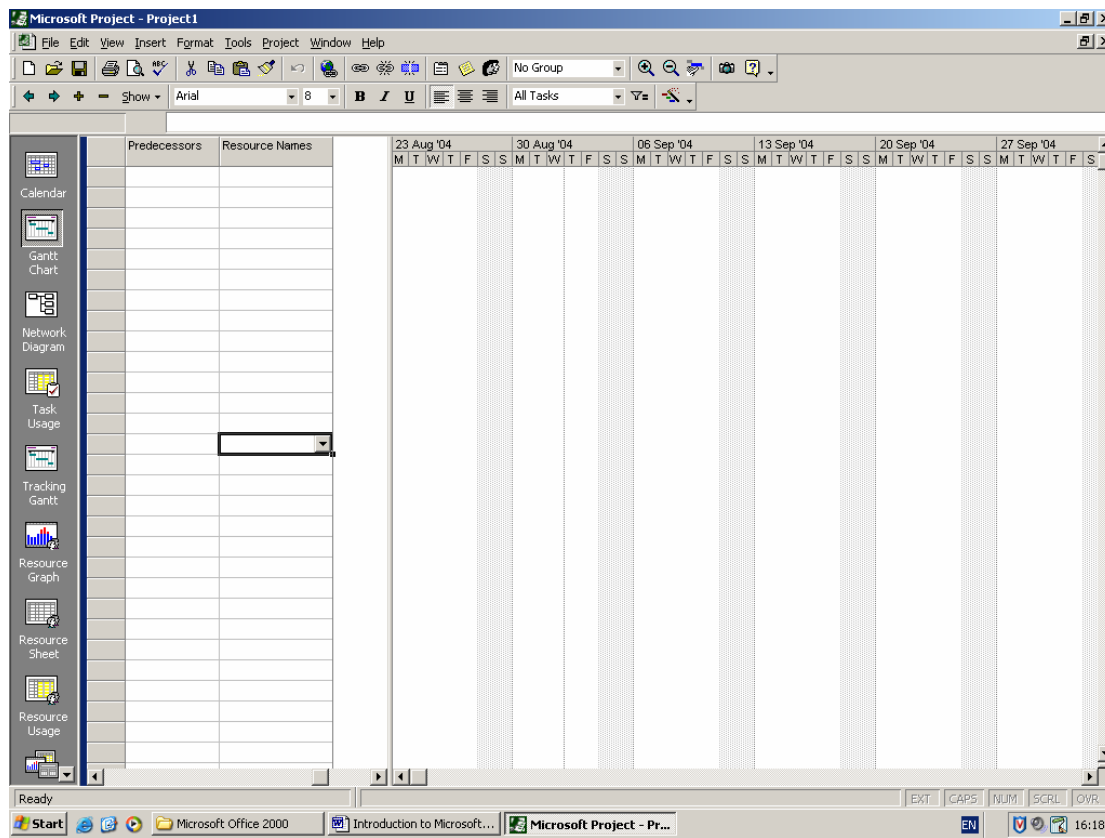 Microsoft Project - Project1
File Edit View Insert Format Tools Project Window Help
No Group
Show Arial 8 B I U All Tasks
Predecessors Resource Names 23 Aug '04 30 Aug '04 06 Sep '04 13 Sep '04 20 Sep '04 27 Sep '04
M T W T F S S M T W T F S S M T W T F S S M T W T F S S M T W T F S S M T W T F S
Calendar
Gantt
Chart
Network
Diagram
Task
Usage
Tracking
Gantt
Resource
Graph
Resource
Sheet
Resource
Usage
Ready EXT CAPS NUM SCRL OVR
Start Microsoft Office 2000 Introduction to Microsoft... Microsoft Project - Pr... EN 16:18